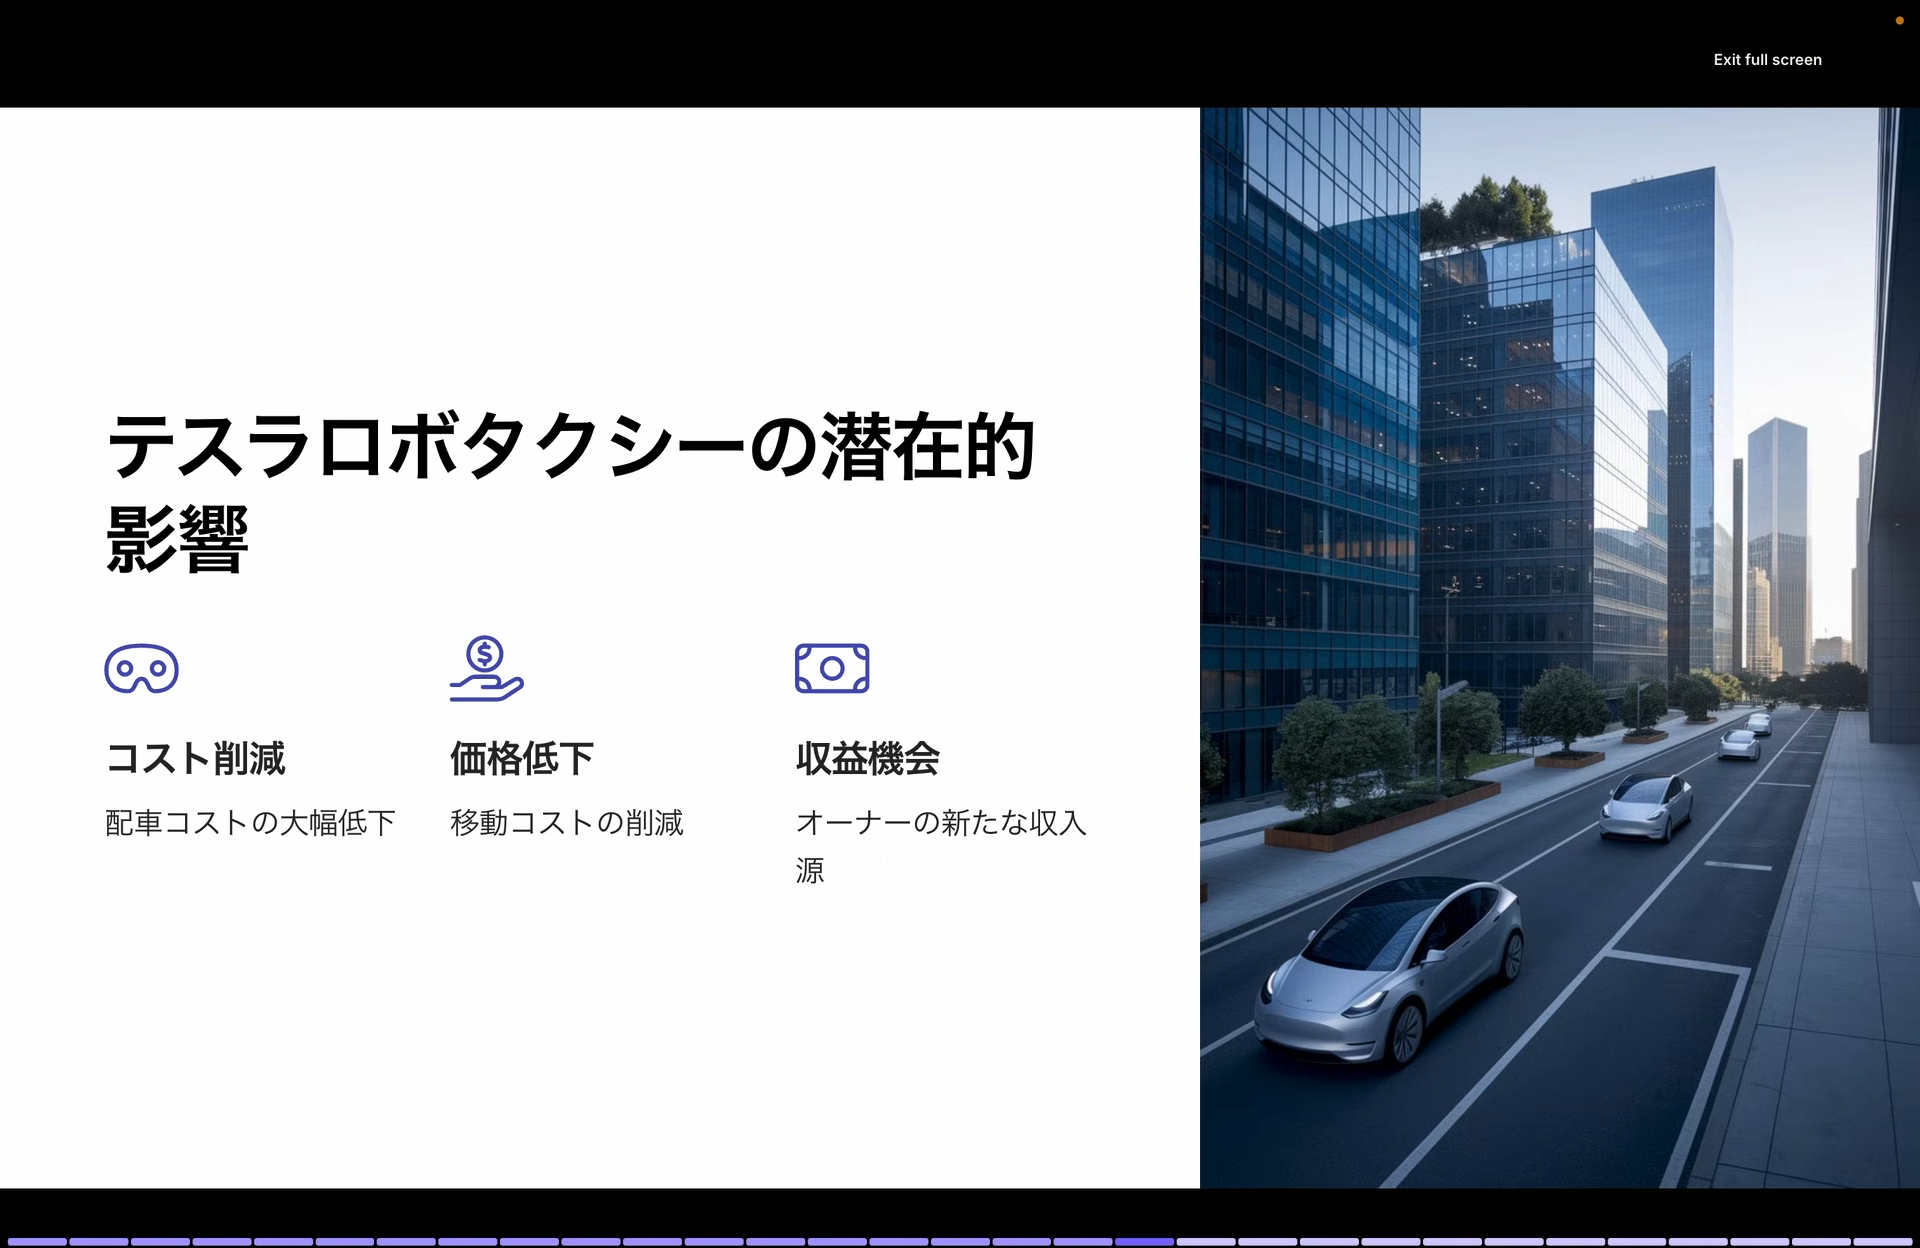 Exit full screen
テスラロボタクシーの潜在的
影響
コスト削減
配車コストの大幅低下
価格低下
移動コストの削減
収益機会
オーナーの新たな収入
源